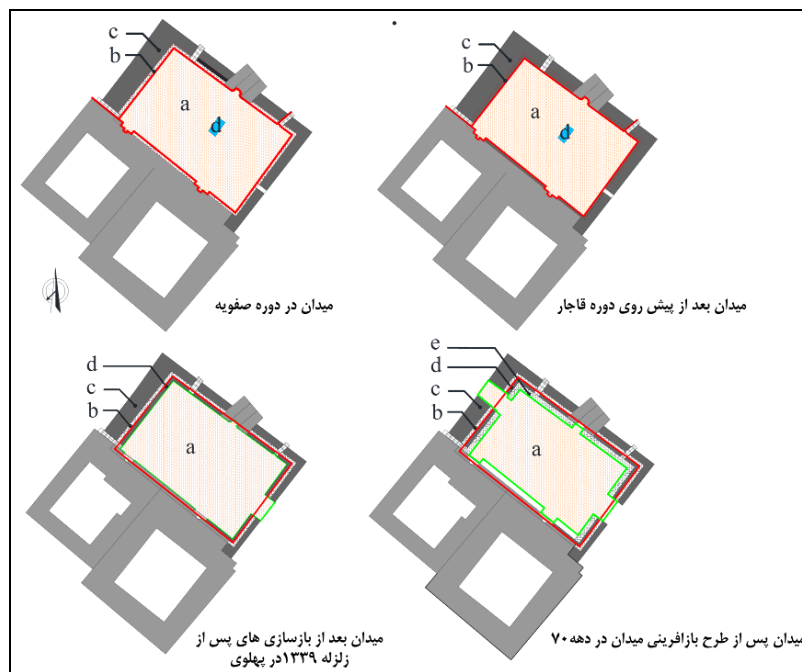 c
b
a
d
میدان در دوره صفویه
c
b
a
d
میدان بعد از پیش روی دوره قاجار
d
c
b
a
میدان بعد از بازسازی های پس از
زلزله ۱۳۳۹در پهلوی
e
d
c
b
a
میدان پس از طرح بازافرینی میدان در دهه۷۰